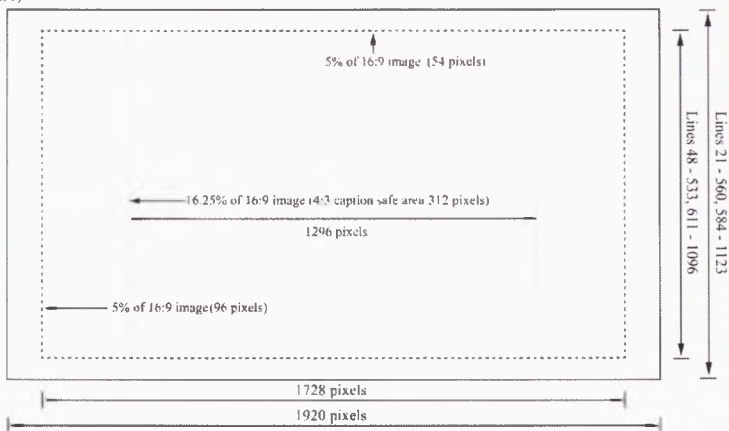 5% of 16:9 image (54 pixels)
16.25% of 16:9 image (4:3 caption safe area 312 pixels)
1296 pixels
5% of 16:9 image (96 pixels)
Lines 48 - 533, 611 - 1096
Lines 21 - 560, 584 - 1123
1728 pixels
1920 pixels